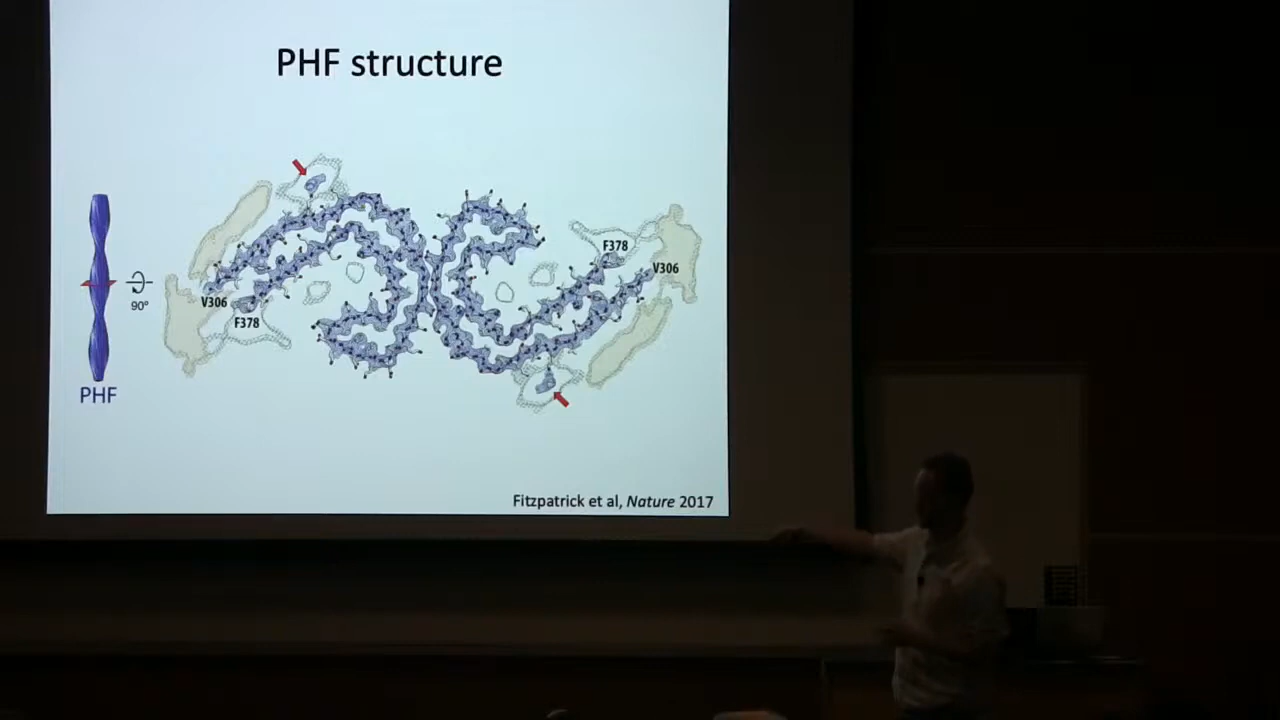 PHF structure
F378
V306
V306
90°
F378
PHF
Fitzpatrick et al, Nature 2017